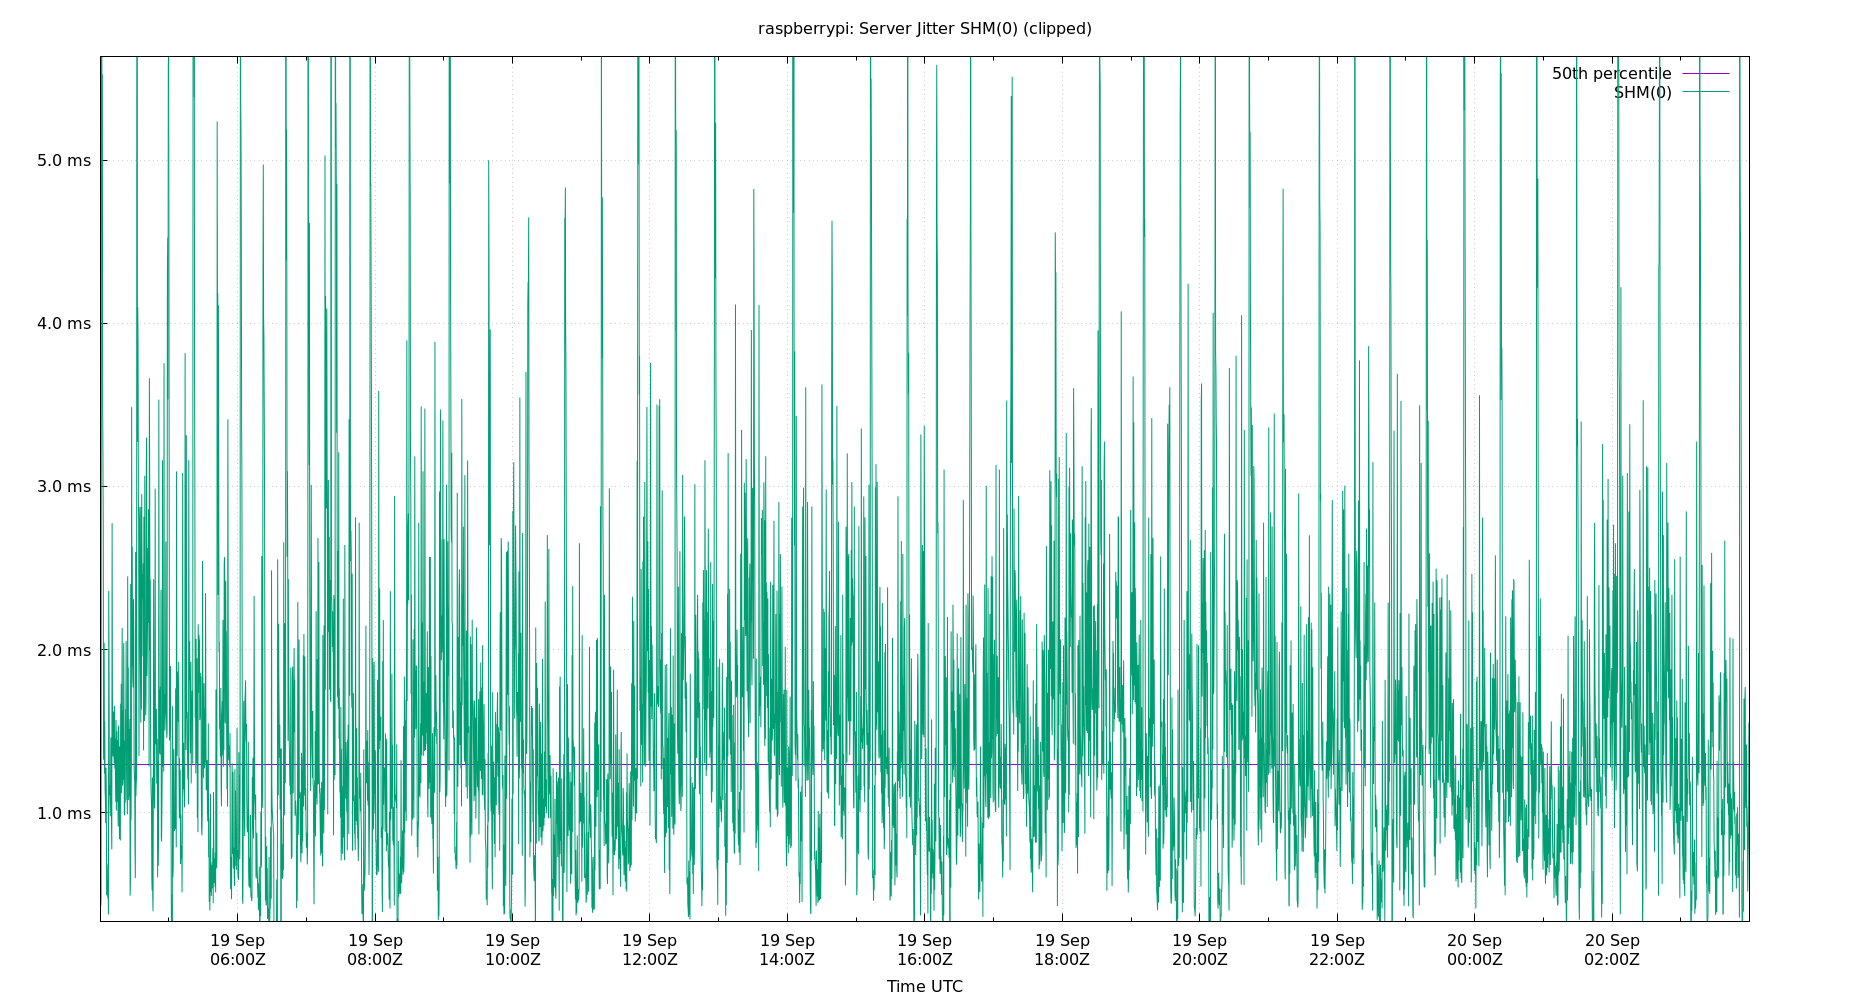 raspberrypi: Server Jitter SHM(0) (clipped)
50th percentile
SHM(0)
5.0 ms
4.0 ms
3.0 ms
2.0 ms
1.0 ms
19 Sep 19 Sep 19 Sep 19 Sep 19 Sep 19 Sep 19 Sep 19 Sep 19 Sep 20 Sep 20 Sep
06:00Z 08:00Z 10:00Z 12:00Z 14:00Z 16:00Z 18:00Z 20:00Z 22:00Z 00:00Z 02:00Z
Time UTC